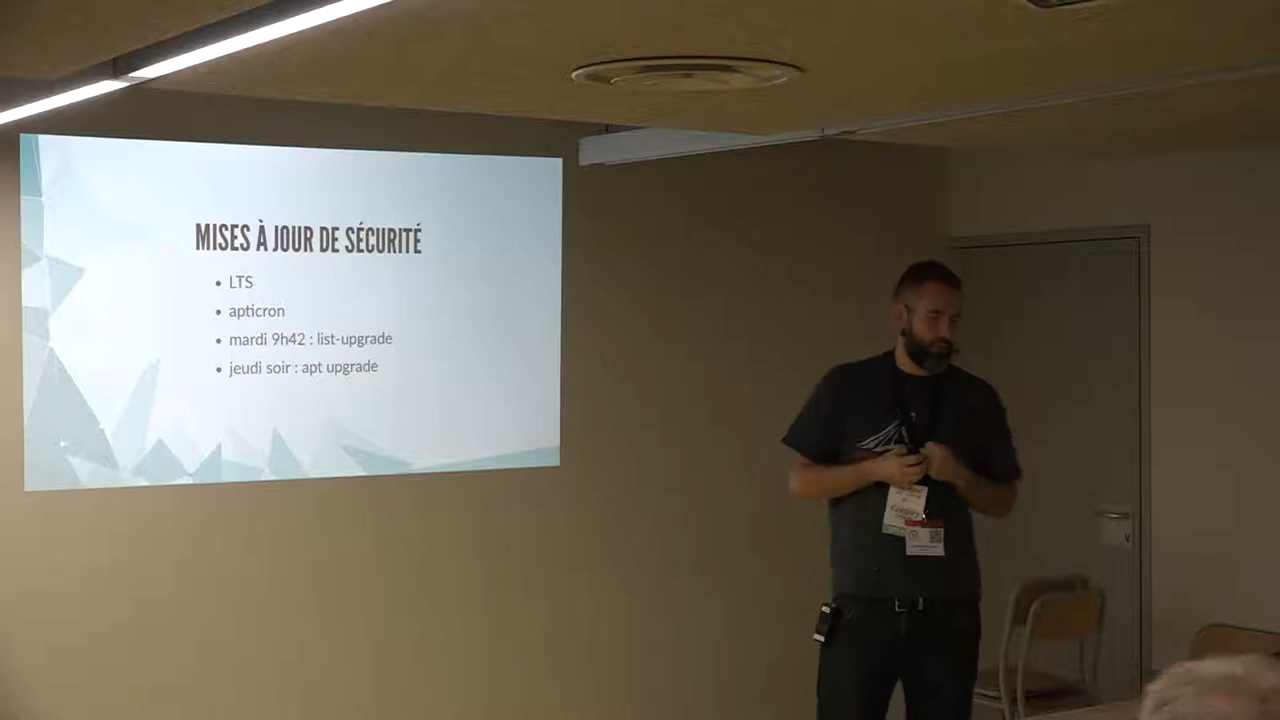 MISES À JOUR DE SÉCURITÉ
• LTS
• apticron
• mardi 9h42 : list-upgrade
• jeudi soir : apt upgrade